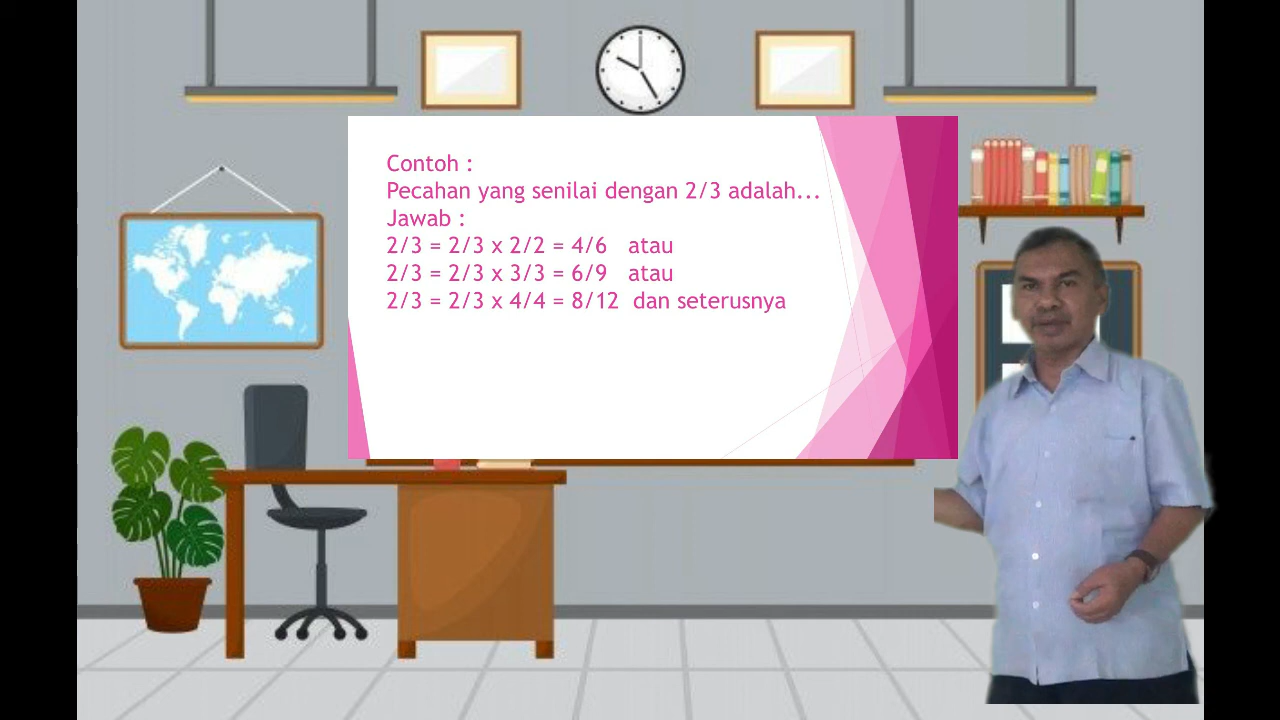 Contoh :
Pecahan yang senilai dengan 2/3 adalah...
Jawab :
2/3 = 2/3 x 2/2 = 4/6 atau
2/3 = 2/3 x 3/3 = 6/9 atau
2/3 = 2/3 x 4/4 = 8/12 dan seterusnya